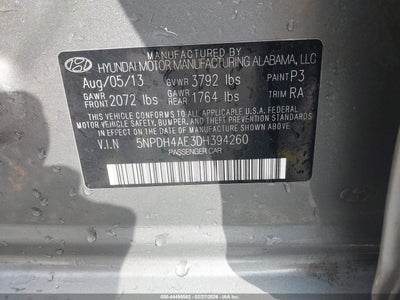 MANUFACTURED BY
HYUNDAI MOTOR MANUFACTURING ALABAMA, LLC
Aug/05/13 GVWR 3792 lbs PAINT P3
GAWR FRONT 2072 lbs GAWR REAR 1764 lbs TRIM RA
THIS VEHICLE CONFORMS TO ALL APPLICABLE U.S.A. FEDERAL
MOTOR VEHICLE SAFETY, BUMPER, AND THEFT PREVENTION
STANDARDS IN EFFECT ON THE DATE OF MANUFACTURE SHOWN ABOVE.
V.I.N 5NPDH4AE3DH394260
PASSENGER CAR